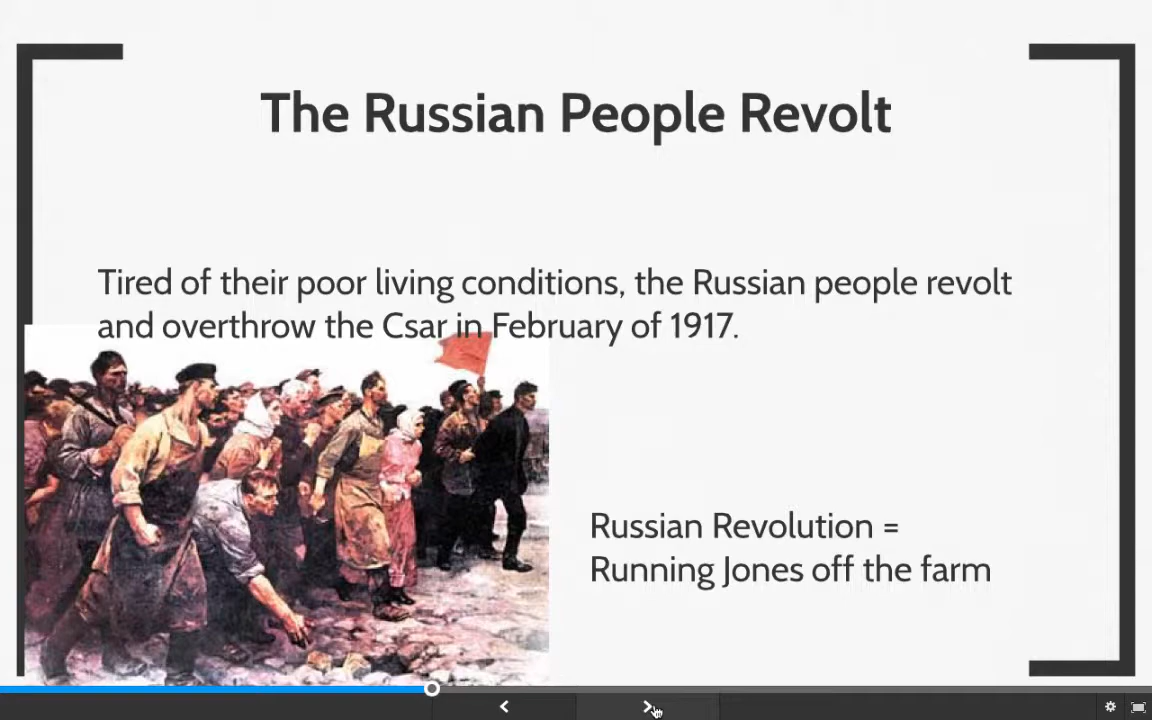 The Russian People Revolt
Tired of their poor living conditions, the Russian people revolt
and overthrow the Csar in February of 1917.
Russian Revolution =
Running Jones off the farm